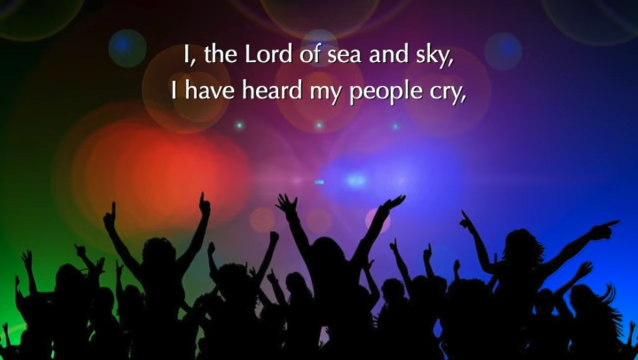 I, the Lord of sea and sky,
I have heard my people cry,